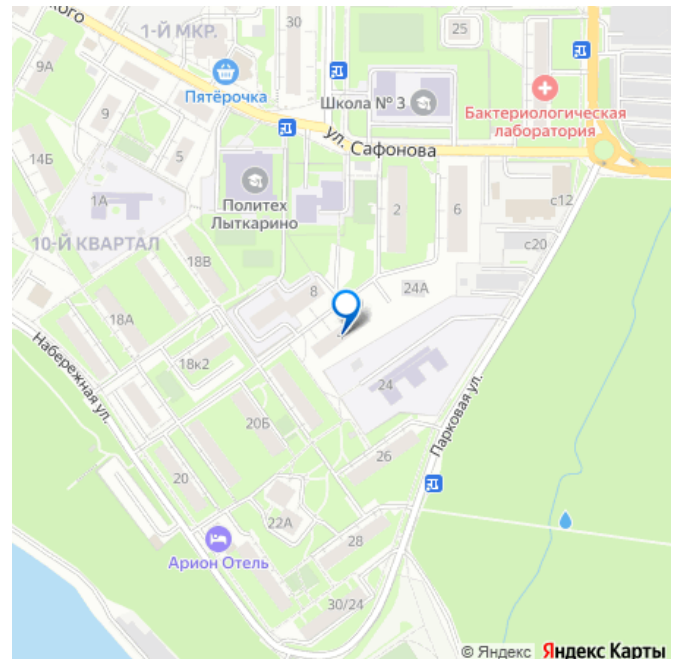 кого
1-Й МКР.
30
25
9А
Пятёрочка
Школа № 3
Бактериологическая
лаборатория
9
ул. Сафонова
14Б
5
1А
Политех
Лыткарино
2
6
с12
10-Й КВАРТАЛ
с20
18В
8
24А
18А
Набережная ул.
18к2
24
Парковая ул.
20Б
26
20
22А
28
Арион Отель
30/24
© Яндекс Яндекс Карты